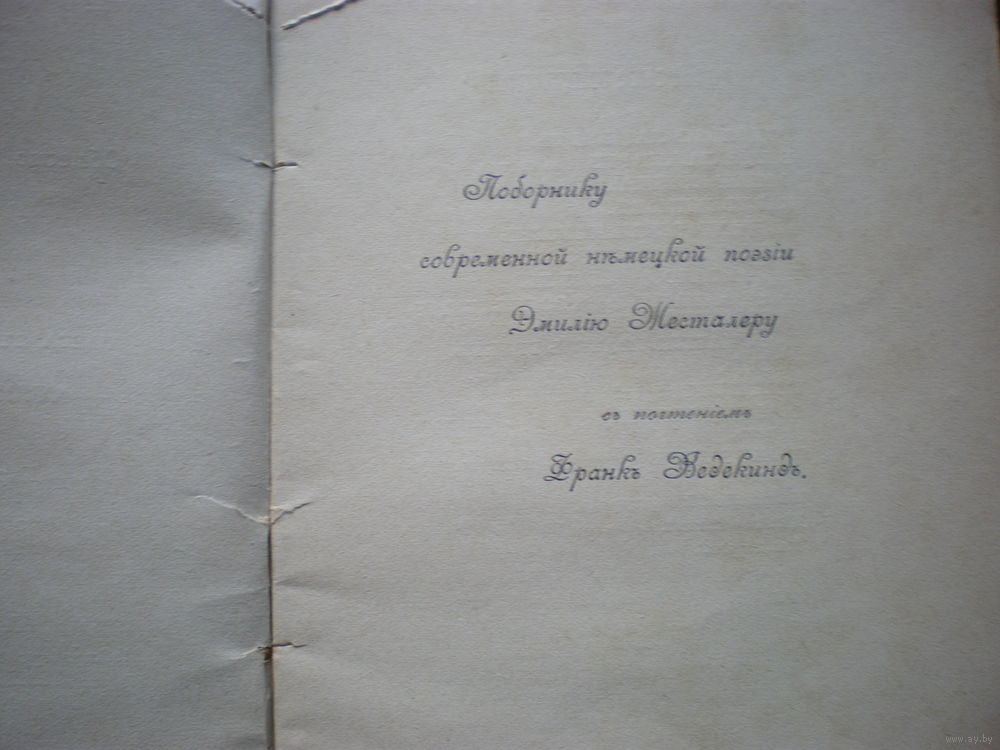 Поборнику
современной нѣмецкой поэзіи
Эмилію Жесталеру
съ почтеніемъ
Франкъ Ведекиндъ.
www.ay.by